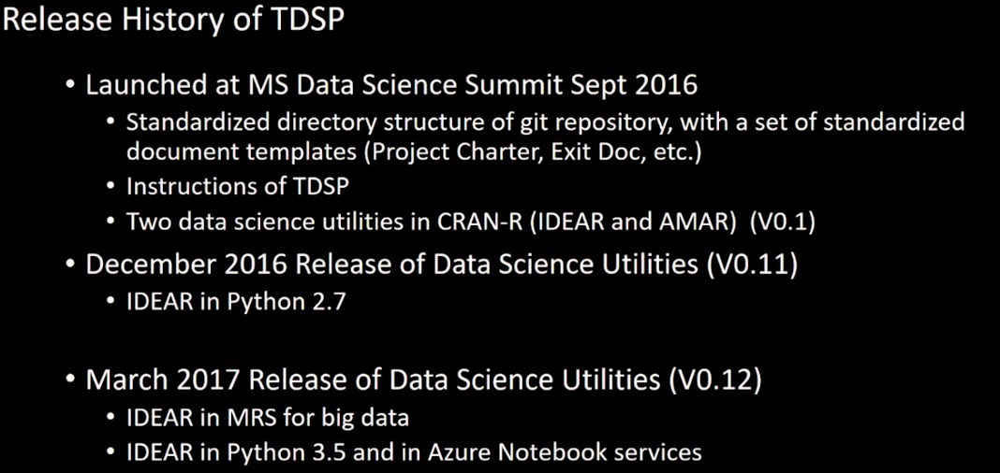 Release History of TDSP
• Launched at MS Data Science Summit Sept 2016
• Standardized directory structure of git repository, with a set of standardized
document templates (Project Charter, Exit Doc, etc.)
• Instructions of TDSP
• Two data science utilities in CRAN-R (IDEAR and AMAR) (V0.1)
• December 2016 Release of Data Science Utilities (V0.11)
• IDEAR in Python 2.7
• March 2017 Release of Data Science Utilities (V0.12)
• IDEAR in MRS for big data
• IDEAR in Python 3.5 and in Azure Notebook services